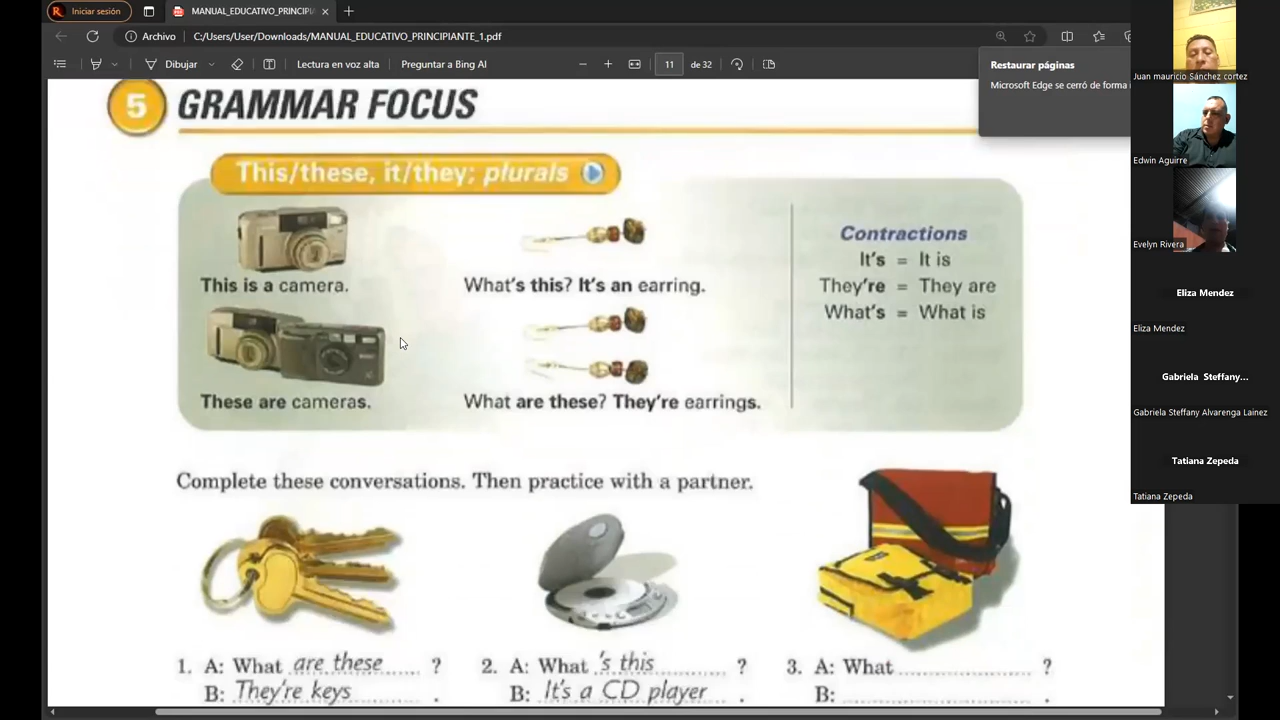 Iniciar sesión
MANUAL_EDUCATIVO_PRINCIPI
Archivo
C:/Users/User/Downloads/MANUAL_EDUCATIVO_PRINCIPIANTE_1.pdf
Dibujar
Lectura en voz alta
Preguntar a Bing AI
11
de 32
Restaurar páginas
Microsoft Edge se cerró de forma
5 GRAMMAR FOCUS
This/these, it/they; plurals
This is a camera.
These are cameras.
What's this? It's an earring.
What are these? They're earrings.
Contractions
It's = It is
They're = They are
What's = What is
Complete these conversations. Then practice with a partner.
1. A: What are these ?
B: They're keys .
2. A: What 's this ?
B: It's a CD player .
3. A: What ?
B: .
Juan mauricio Sánchez cortez
Edwin Aguirre
Evelyn Rivera
Eliza Mendez
Eliza Mendez
Gabriela Steffany...
Gabriela Steffany Alvarenga Lainez
Tatiana Zepeda
Tatiana Zepeda